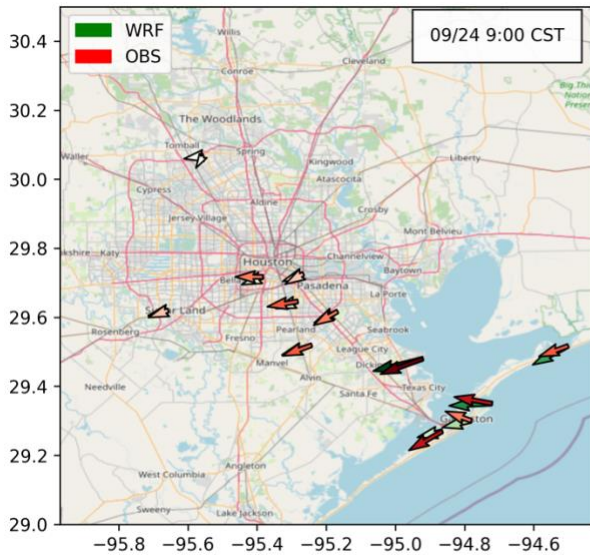 30.4
30.2
30.0
29.8
29.6
29.4
29.2
29.0
WRF
OBS
09/24 9:00 CST
Willis
Conroe
Cleveland
The Woodlands
Tomball
Spring
Waller
Kingwood
Liberty
Atascocita
Cypress
Aldine
Crosby
Jersey Village
Mont Belvieu
Katy
Houston
Channelview
Baytown
Pasadena
La Porte
Land
Rosenberg
Pearland
Fresno
Seabrook
League City
Manvel
Alvin
Texas City
Needville
Santa Fe
West Columbia
Angleton
Sweeny
Lake Jackson
−95.8 −95.6 −95.4 −95.2 −95.0 −94.8 −94.6